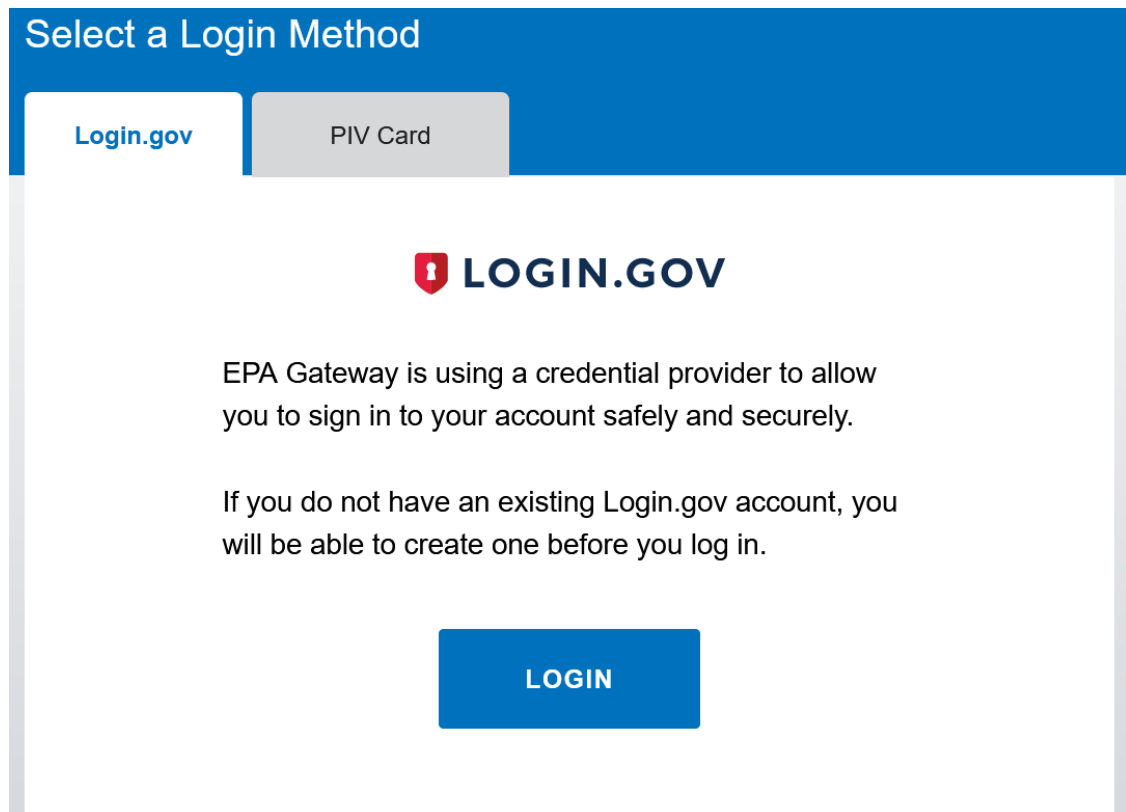 Select a Login Method
Login.gov
PIV Card
LOGIN.GOV
EPA Gateway is using a credential provider to allow
you to sign in to your account safely and securely.
If you do not have an existing Login.gov account, you
will be able to create one before you log in.
LOGIN